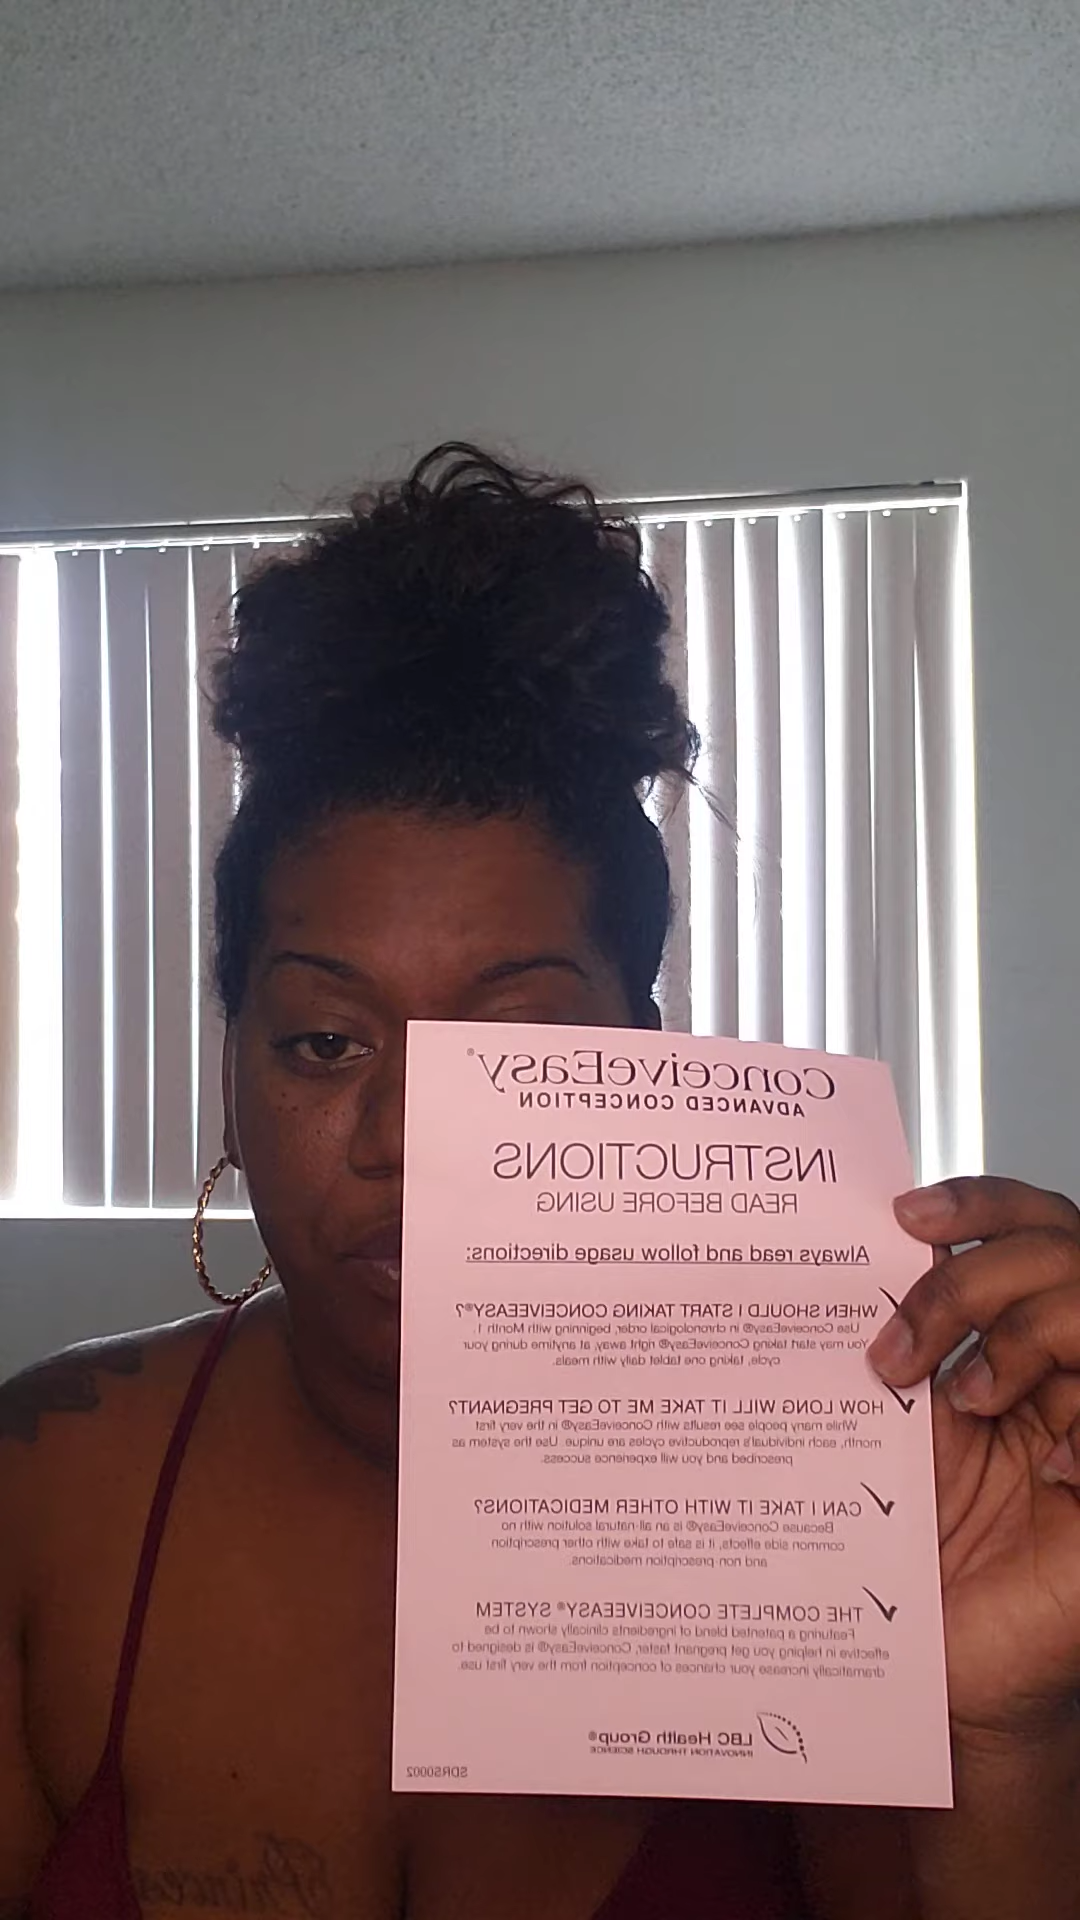 ConceiveEasy®
ADVANCED CONCEPTION
INSTRUCTIONS
READ BEFORE USING
Always read and follow usage directions:
WHEN SHOULD I START TAKING CONCEIVEEASY®?
Use ConceiveEasy® in chronological order, beginning with Month 1.
You may start taking ConceiveEasy® right away, at anytime during your
cycle, taking one tablet daily with meals.
HOW LONG WILL IT TAKE ME TO GET PREGNANT?
While many people see results with ConceiveEasy® in the very first
month, each individual's reproductive cycles are unique. Use the system as
prescribed and you will experience success.
CAN I TAKE IT WITH OTHER MEDICATIONS?
Because ConceiveEasy® is an all-natural solution with no
common side effects, it is safe to take with other prescription
and non-prescription medications.
THE COMPLETE CONCEIVEEASY® SYSTEM
Featuring a patented blend of ingredients clinically shown to be
effective in helping you get pregnant faster, ConceiveEasy® is designed to
dramatically increase your chances of conception from the very first use.
LBC Health Group®
INNOVATION THROUGH SCIENCE
SDRS0002